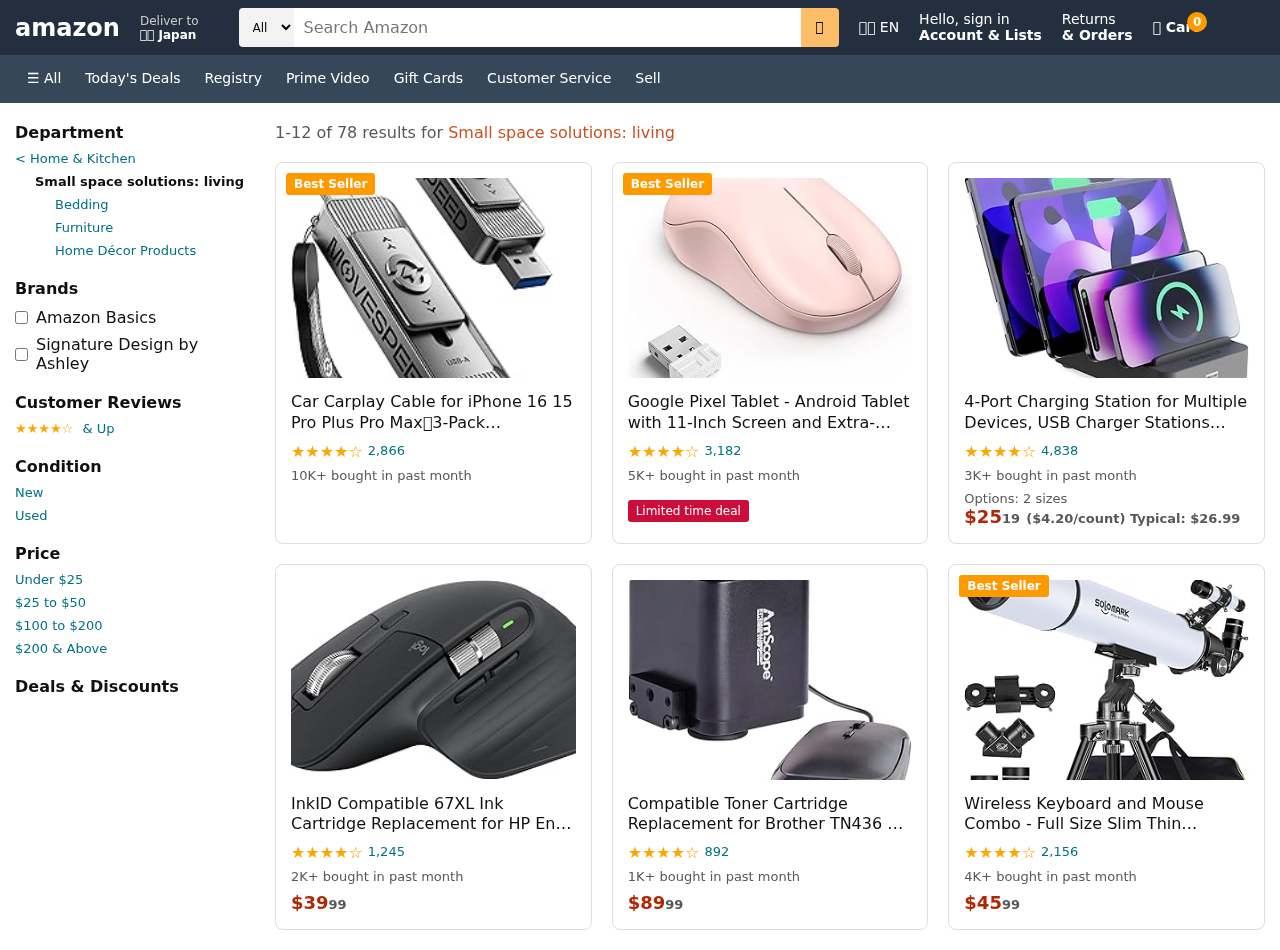 amazon
Deliver to
Japan
All
Search Amazon
EN
Hello, sign in
Account & Lists
Returns
& Orders
0
☰ All
Today's Deals
Registry
Prime Video
Gift Cards
Customer Service
Sell
Department
< Home & Kitchen
Small space solutions: living
Bedding
Furniture
Home Décor Products
Brands
Amazon Basics
Signature Design by
Ashley
Customer Reviews
★★★★☆ & Up
Condition
New
Used
Price
Under $25
$25 to $50
$100 to $200
$200 & Above
Deals & Discounts
1-12 of 78 results for Small space solutions: living
Best Seller
MOVESPEED
USB-A
Car Carplay Cable for iPhone 16 15
Pro Plus Pro Max 3-Pack…
★★★★☆ 2,866
10K+ bought in past month
Best Seller
Google Pixel Tablet - Android Tablet
with 11-Inch Screen and Extra-…
★★★★☆ 3,182
5K+ bought in past month
Limited time deal
4-Port Charging Station for Multiple
Devices, USB Charger Stations…
★★★★☆ 4,838
3K+ bought in past month
Options: 2 sizes
$25 19 ($4.20/count) Typical: $26.99
logi
InkID Compatible 67XL Ink
Cartridge Replacement for HP En…
★★★★☆ 1,245
2K+ bought in past month
$39 99
AmScope
Compatible Toner Cartridge
Replacement for Brother TN436 …
★★★★☆ 892
1K+ bought in past month
$89 99
Best Seller
SOLOMARK
Wireless Keyboard and Mouse
Combo - Full Size Slim Thin…
★★★★☆ 2,156
4K+ bought in past month
$45 99